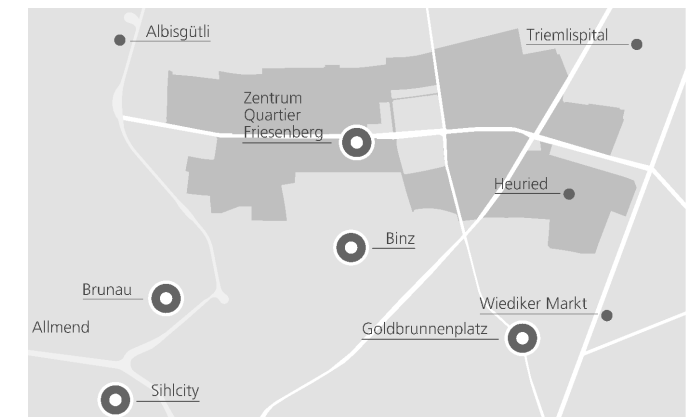 Albisgütli
Triemlispital
Zentrum
Quartier
Friesenberg
Heuried
Binz
Brunau
Wiediker Markt
Allmend
Goldbrunnenplatz
Sihlcity